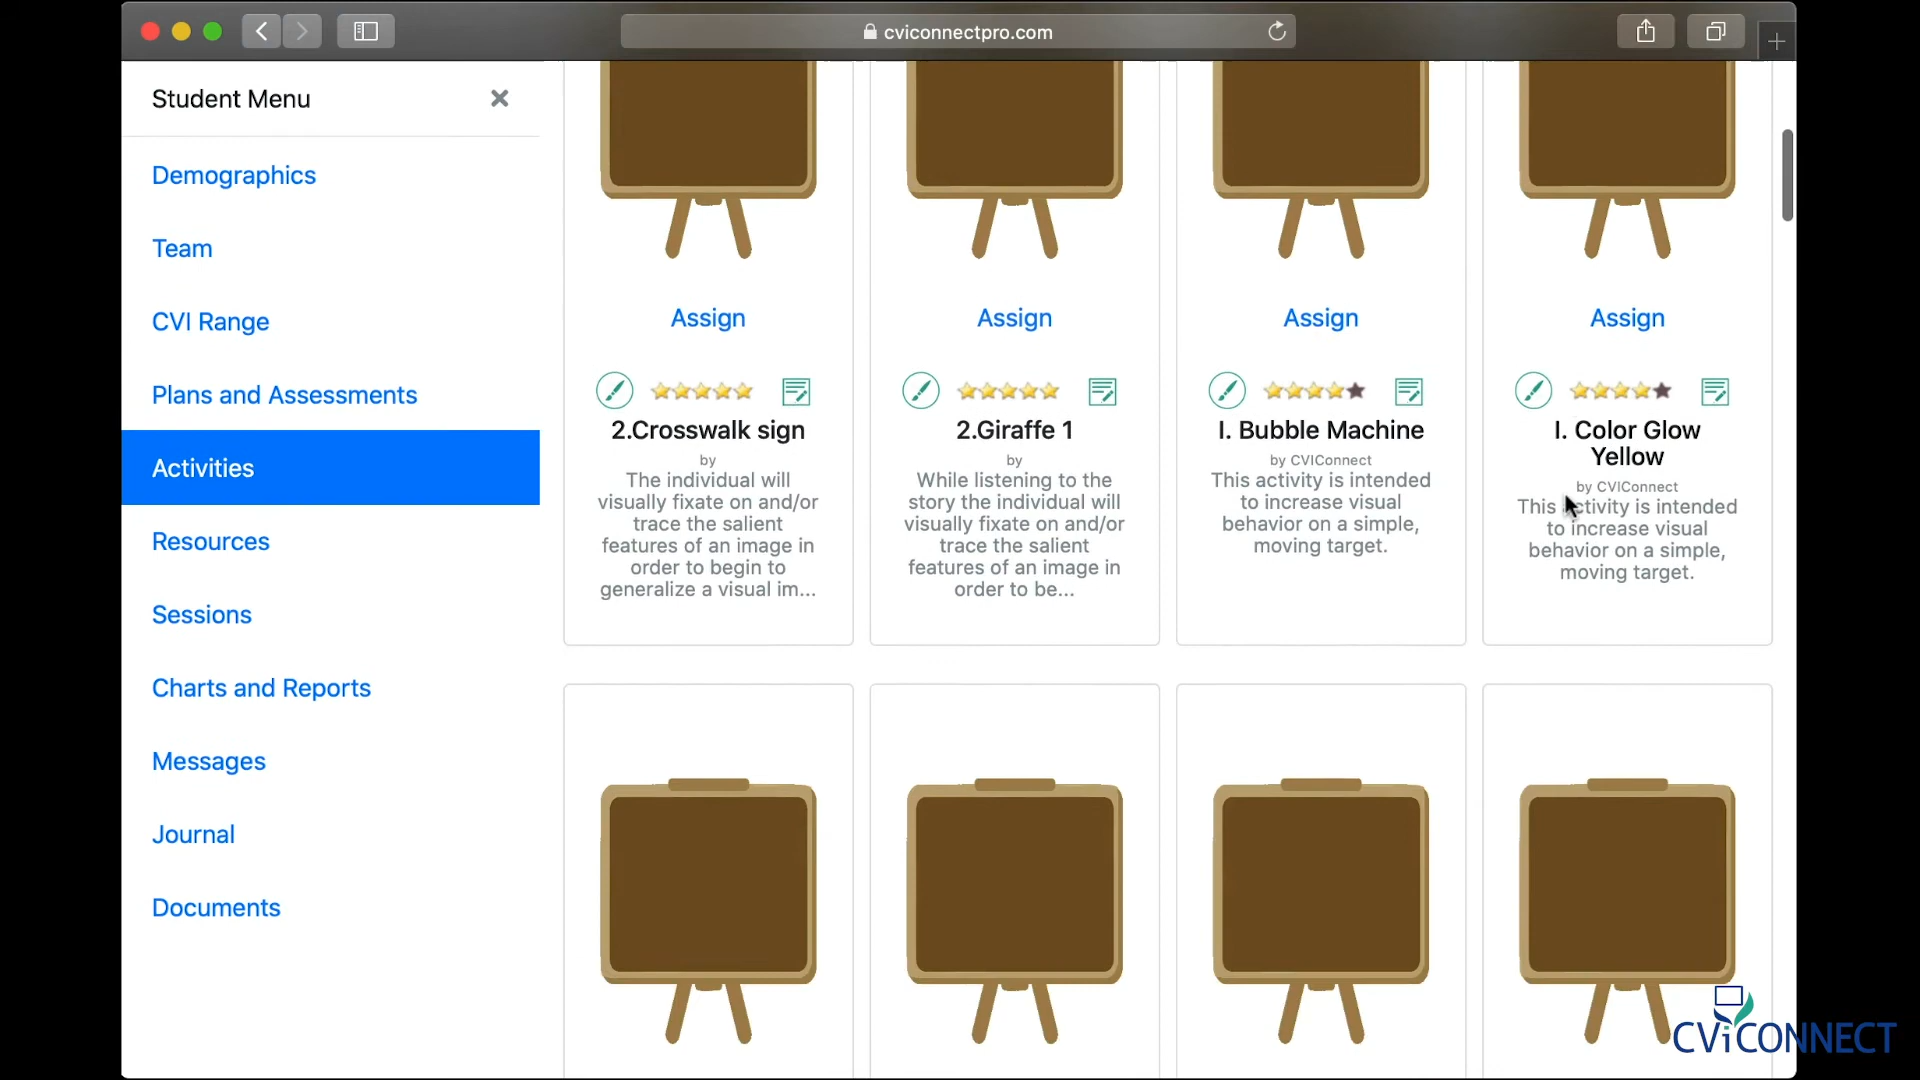 cviconnectpro.com
Student Menu
Demographics
Team
CVI Range
Plans and Assessments
Activities
Resources
Sessions
Charts and Reports
Messages
Journal
Documents
Assign
2.Crosswalk sign
by
The individual will
visually fixate on and/or
trace the salient
features of an image in
order to begin to
generalize a visual im...
Assign
2.Giraffe 1
by
While listening to the
story the individual will
visually fixate on and/or
trace the salient
features of an image in
order to be...
Assign
I. Bubble Machine
by CVIConnect
This activity is intended
to increase visual
behavior on a simple,
moving target.
Assign
I. Color Glow
Yellow
by CVIConnect
This activity is intended
to increase visual
behavior on a simple,
moving target.
CViCONNECT